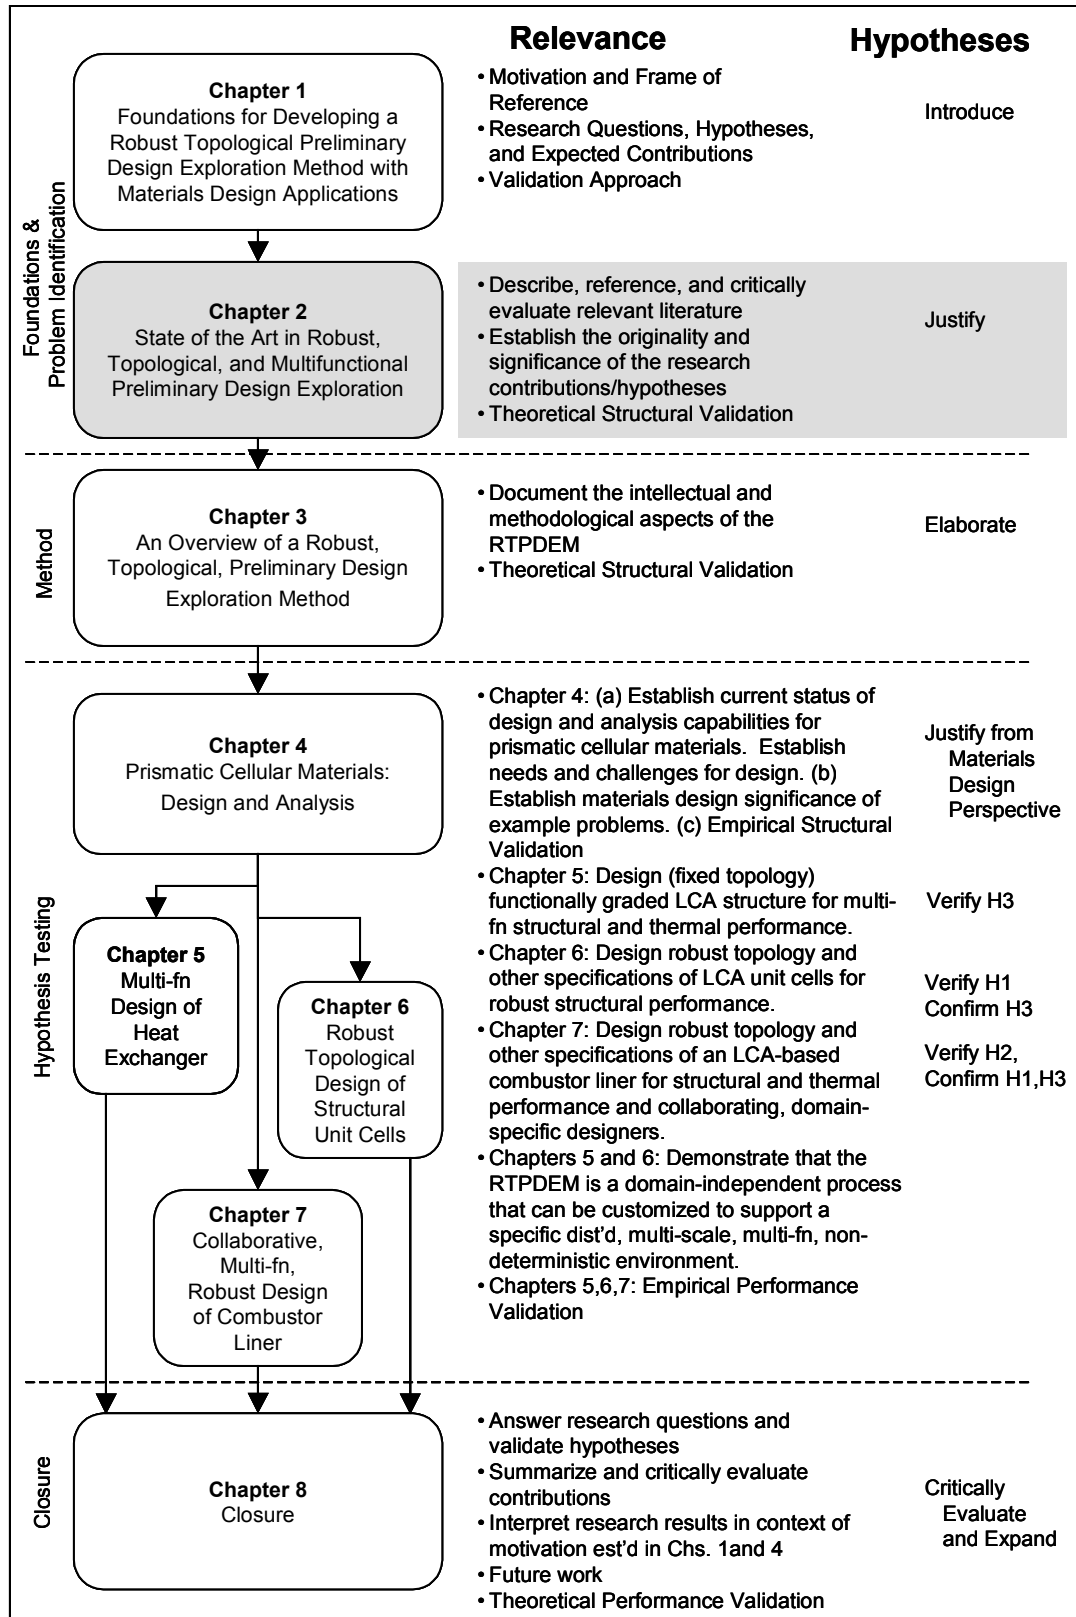 Relevance
Hypotheses
Foundations &
Problem Identification
Chapter 1
Foundations for Developing a
Robust Topological Preliminary
Design Exploration Method with
Materials Design Applications
• Motivation and Frame of
Reference
• Research Questions, Hypotheses,
and Expected Contributions
• Validation Approach
Introduce
Chapter 2
State of the Art in Robust,
Topological, and Multifunctional
Preliminary Design Exploration
• Describe, reference, and critically
evaluate relevant literature
• Establish the originality and
significance of the research
contributions/hypotheses
• Theoretical Structural Validation
Justify
Method
Chapter 3
An Overview of a Robust,
Topological, Preliminary Design
Exploration Method
• Document the intellectual and
methodological aspects of the
RTPDEM
• Theoretical Structural Validation
Elaborate
Hypothesis Testing
Chapter 4
Prismatic Cellular Materials:
Design and Analysis
• Chapter 4: (a) Establish current status of
design and analysis capabilities for
prismatic cellular materials. Establish
needs and challenges for design. (b)
Establish materials design significance of
example problems. (c) Empirical Structural
Validation
Justify from
Materials
Design
Perspective
Chapter 5
Multi-fn
Design of
Heat
Exchanger
• Chapter 5: Design (fixed topology)
functionally graded LCA structure for multi-
fn structural and thermal performance.
Verify H3
Chapter 6
Robust
Topological
Design of
Structural
Unit Cells
• Chapter 6: Design robust topology and
other specifications of LCA unit cells for
robust structural performance.
Verify H1
Confirm H3
Chapter 7
Collaborative,
Multi-fn,
Robust Design
of Combustor
Liner
• Chapter 7: Design robust topology and
other specifications of an LCA-based
combustor liner for structural and thermal
performance and collaborating, domain-
specific designers.
Verify H2,
Confirm H1,H3
• Chapters 5 and 6: Demonstrate that the
RTPDEM is a domain-independent process
that can be customized to support a
specific dist'd, multi-scale, multi-fn, non-
deterministic environment.
• Chapters 5,6,7: Empirical Performance
Validation
Closure
Chapter 8
Closure
• Answer research questions and
validate hypotheses
• Summarize and critically evaluate
contributions
• Interpret research results in context of
motivation est'd in Chs. 1and 4
• Future work
• Theoretical Performance Validation
Critically
Evaluate
and Expand